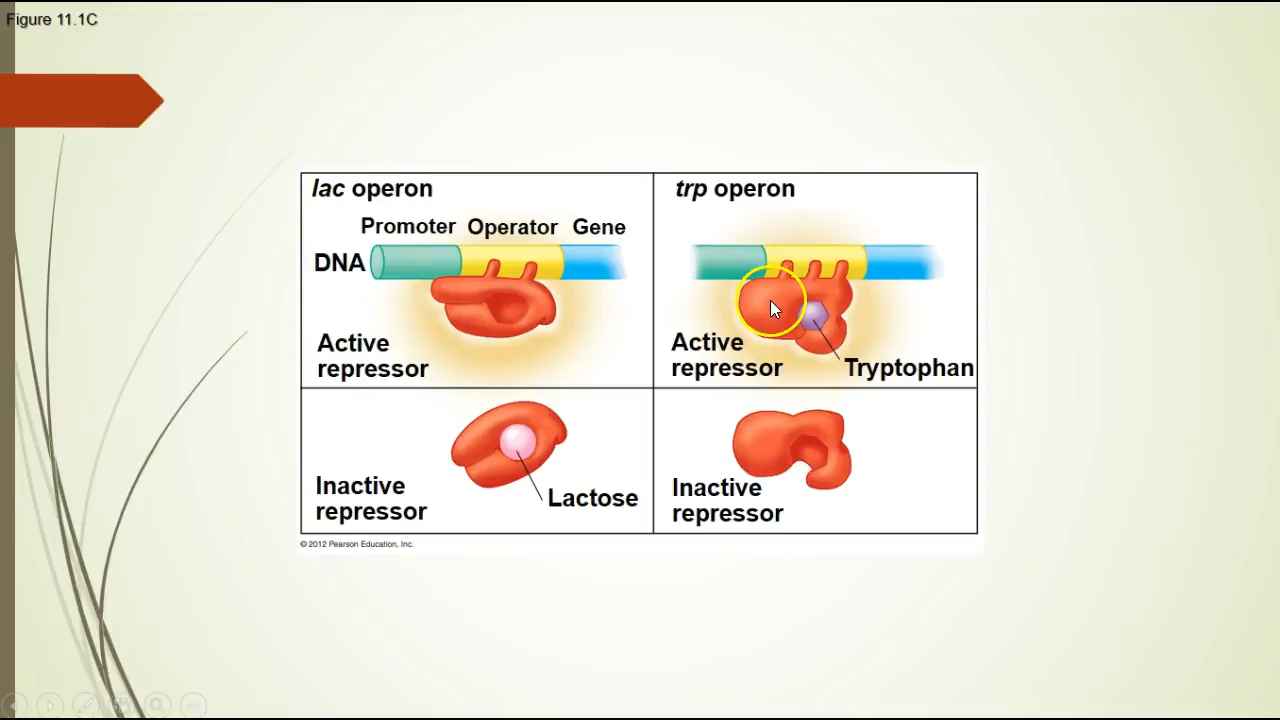 Figure 11.1C
lac operon
Promoter Operator Gene
DNA
Active
repressor
trp operon
Active
repressor
Tryptophan
Inactive
repressor
Lactose
Inactive
repressor
© 2012 Pearson Education, Inc.